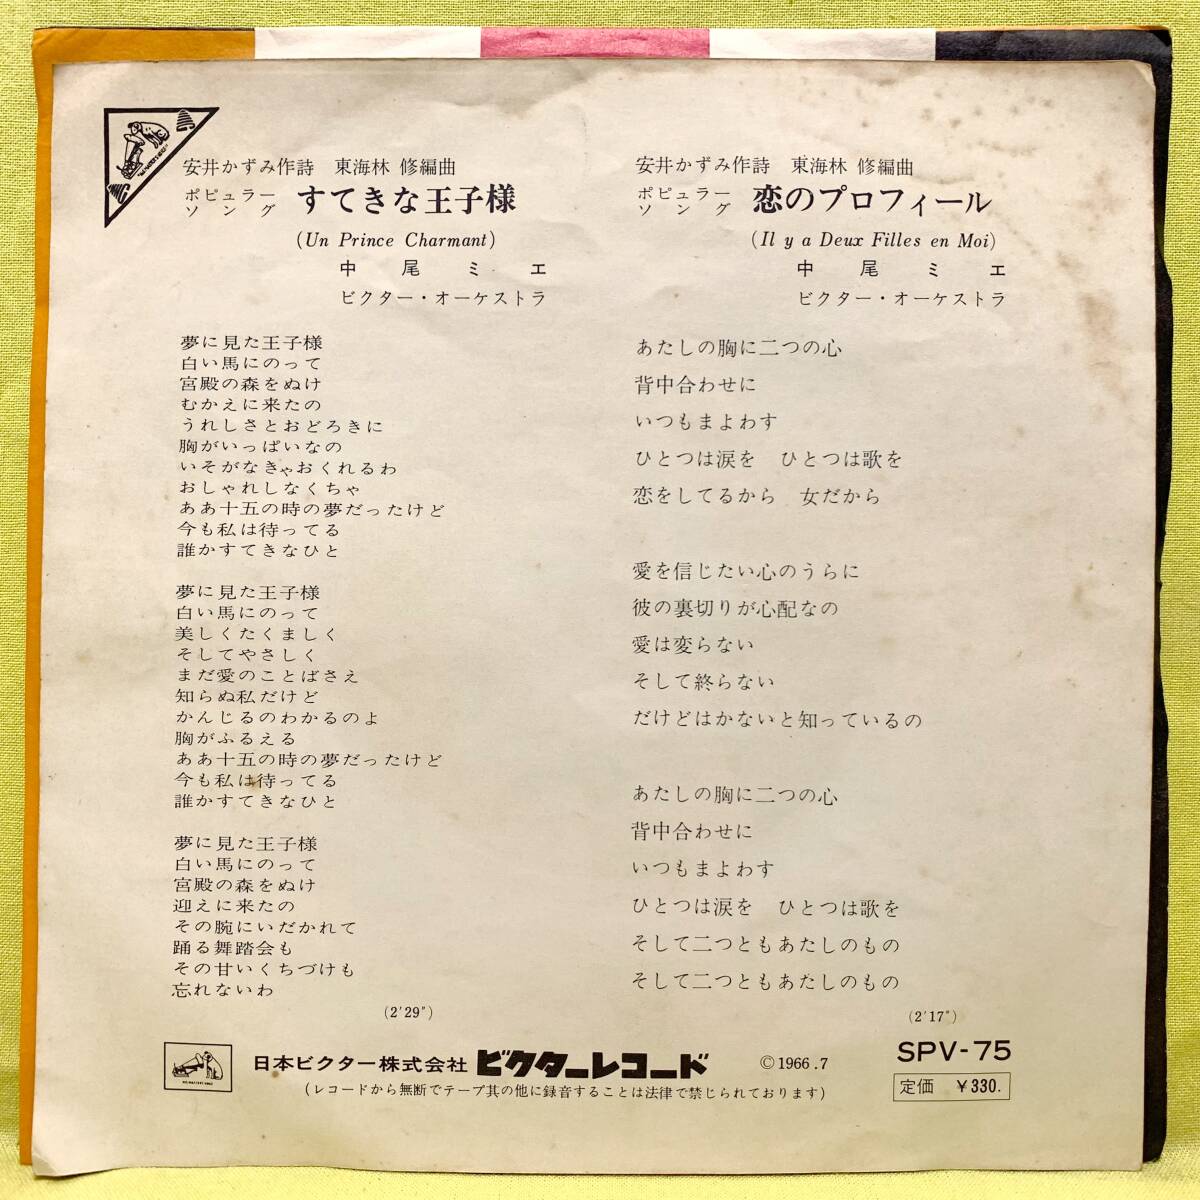 安井かずみ作詩　東海林 修編曲
ポピュラーソング　すてきな王子様
(Un Prince Charmant)
中尾ミエ
ビクター・オーケストラ
夢に見た王子様
白い馬にのって
宮殿の森をぬけ
むかえに来たの
うれしさとおどろきに
胸がいっぱいなの
いそがなきゃおくれるわ
おしゃれしなくちゃ
ああ十五の時の夢だったけど
今も私は待ってる
誰かすてきなひと
夢に見た王子様
白い馬にのって
美しくたくましく
そしてやさしく
まだ愛のことばさえ
知らぬ私だけど
かんじるのわかるのよ
胸がふるえる
ああ十五の時の夢だったけど
今も私は待ってる
誰かすてきなひと
夢に見た王子様
白い馬にのって
宮殿の森をぬけ
迎えに来たの
その腕にいだかれて
踊る舞踏会も
その甘いくちづけも
忘れないわ
(2'29")
安井かずみ作詩　東海林 修編曲
ポピュラーソング　恋のプロフィール
(Il y a Deux Filles en Moi)
中尾ミエ
ビクター・オーケストラ
あたしの胸に二つの心
背中合わせに
いつもまよわす
ひとつは涙を　ひとつは歌を
恋をしてるから　女だから
愛を信じたい心のうらに
彼の裏切りが心配なの
愛は変らない
そして終らない
だけどはかないと知っているの
あたしの胸に二つの心
背中合わせに
いつもまよわす
ひとつは涙を　ひとつは歌を
そして二つともあたしのもの
そして二つともあたしのもの
(2'17")
日本ビクター株式会社 ビクターレコード　©1966.7　SPV-75
(レコードから無断でテープ其の他に録音することは法律で禁じられております)
定価　¥330.